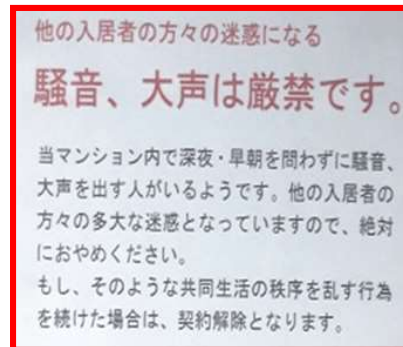 他の入居者の方々の迷惑になる
騒音、大声は厳禁です。
当マンション内で深夜・早朝を問わずに騒音、
大声を出す人がいるようです。他の入居者の
方々の多大な迷惑となっていますので、絶対
におやめください。
もし、そのような共同生活の秩序を乱す行為
を続けた場合は、契約解除となります。